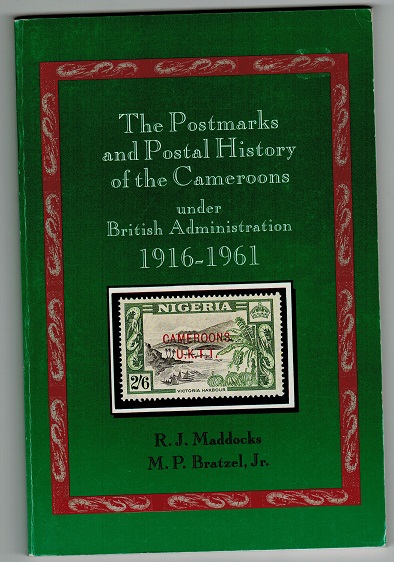 The Postmarks
and Postal History
of the Cameroons
under
British Administration
1916-1961
NIGERIA
CAMEROONS
U.K.T.T.
2/6
VICTORIA HARBOUR
R. J. Maddocks
M. P. Bratzel, Jr.